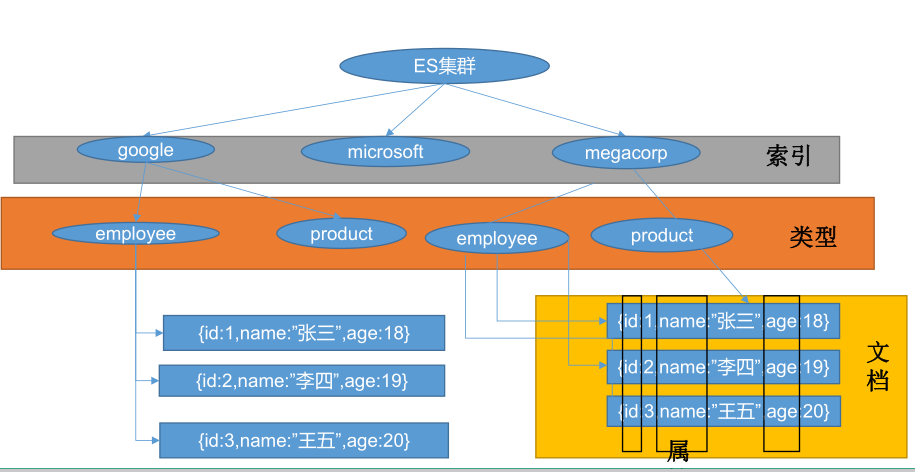 ES集群
google
microsoft
megacorp
索引
employee
product
employee
product
类型
{id:1,name:”张三”,age:18}
{id:2,name:”李四”,age:19}
{id:3,name:”王五”,age:20}
{id:1,name:”张三”,age:18}
{id:2,name:”李四”,age:19}
{id:3,name:”王五”,age:20}
文
档
属